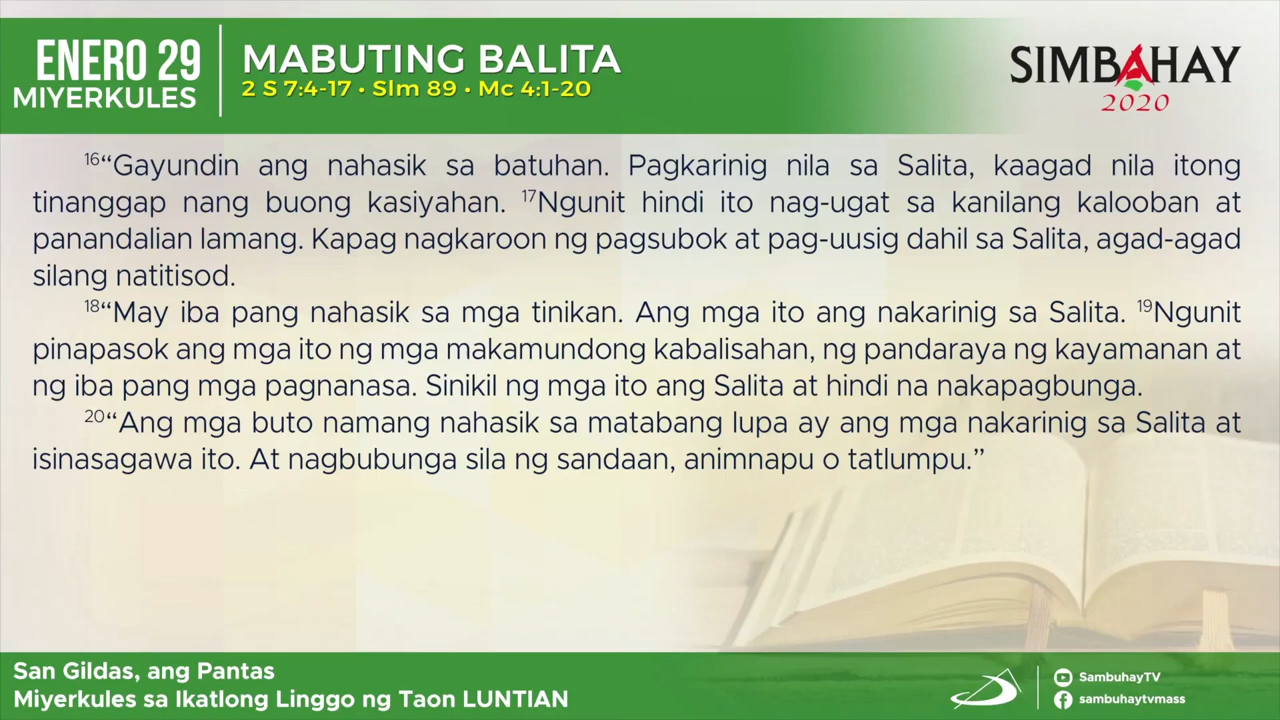 ENERO 29
MIYERKULES
MABUTING BALITA
2 S 7:4-17 • Slm 89 • Mc 4:1-20
SIMBAHAY
2020
16“Gayundin ang nahasik sa batuhan. Pagkarinig nila sa Salita, kaagad nila itong
tinanggap nang buong kasiyahan. 17Ngunit hindi ito nag-ugat sa kanilang kalooban at
panandalian lamang. Kapag nagkaroon ng pagsubok at pag-uusig dahil sa Salita, agad-agad
silang natitisod.
18“May iba pang nahasik sa mga tinikan. Ang mga ito ang nakarinig sa Salita. 19Ngunit
pinapasok ang mga ito ng mga makamundong kabalisahan, ng pandaraya ng kayamanan at
ng iba pang mga pagnanasa. Sinikil ng mga ito ang Salita at hindi na nakapagbunga.
20“Ang mga buto namang nahasik sa matabang lupa ay ang mga nakarinig sa Salita at
isinasagawa ito. At nagbubunga sila ng sandaan, animnapu o tatlumpu.”
San Gildas, ang Pantas
Miyerkules sa Ikatlong Linggo ng Taon LUNTIAN
SambuhayTV
sambuhaytvmass